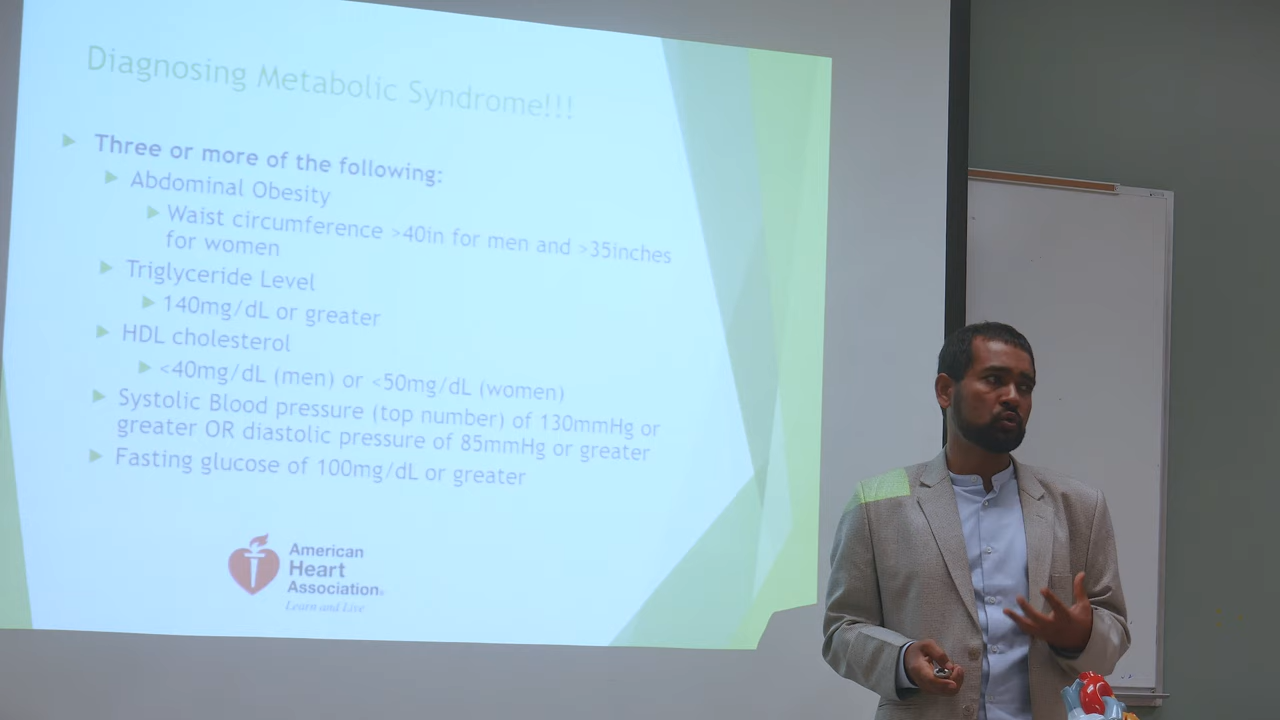 Diagnosing Metabolic Syndrome!!!
Three or more of the following:
Abdominal Obesity
Waist circumference >40in for men and >35inches
for women
Triglyceride Level
140mg/dL or greater
HDL cholesterol
<40mg/dL (men) or <50mg/dL (women)
Systolic Blood pressure (top number) of 130mmHg or
greater OR diastolic pressure of 85mmHg or greater
Fasting glucose of 100mg/dL or greater
American
Heart
Association®
Learn and Live